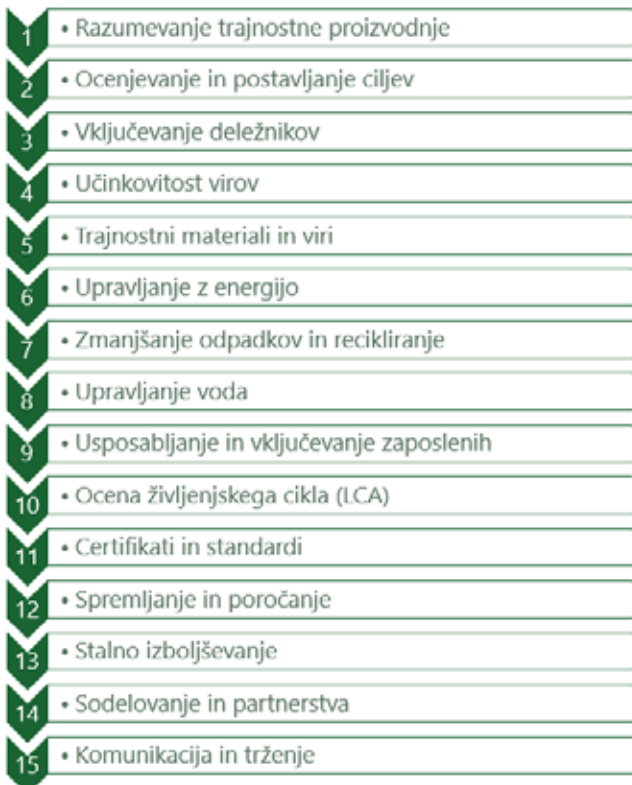 1 • Razumevanje trajnostne proizvodnje
2 • Ocenjevanje in postavljanje ciljev
3 • Vključevanje deležnikov
4 • Učinkovitost virov
5 • Trajnostni materiali in viri
6 • Upravljanje z energijo
7 • Zmanjšanje odpadkov in recikliranje
8 • Upravljanje voda
9 • Usposabljanje in vključevanje zaposlenih
10 • Ocena življenjskega cikla (LCA)
11 • Certifikati in standardi
12 • Spremljanje in poročanje
13 • Stalno izboljševanje
14 • Sodelovanje in partnerstva
15 • Komunikacija in trženje